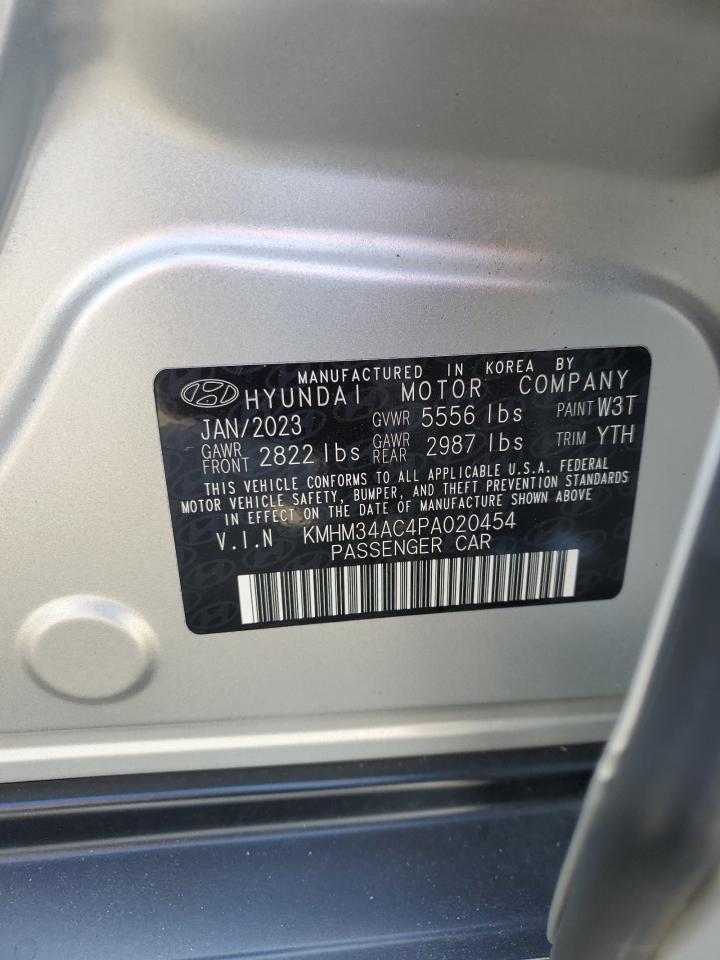 MANUFACTURED IN KOREA BY
HYUNDAI MOTOR COMPANY
JAN/2023 GVWR 5556 lbs PAINT W3T
GAWR FRONT 2822 lbs GAWR REAR 2987 lbs TRIM YTH
THIS VEHICLE CONFORMS TO ALL APPLICABLE U.S.A. FEDERAL
MOTOR VEHICLE SAFETY, BUMPER, AND THEFT PREVENTION STANDARDS
IN EFFECT ON THE DATE OF MANUFACTURE SHOWN ABOVE
V.I.N KMHM34AC4PA020454
PASSENGER CAR